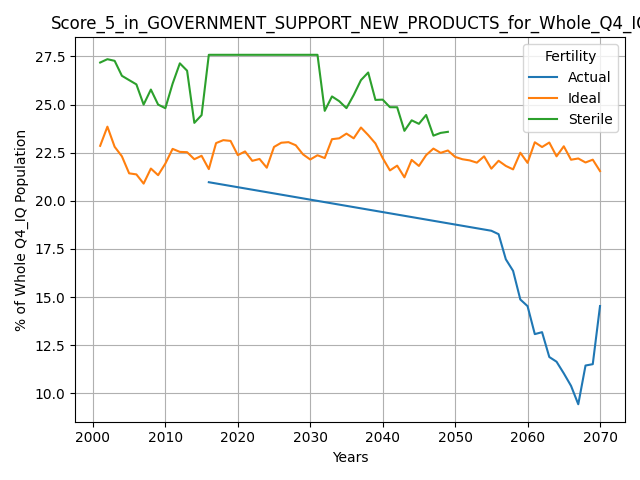 Score_5_in_GOVERNMENT_SUPPORT_NEW_PRODUCTS_for_Whole_Q4_IQ
Fertility
Actual
Ideal
Sterile
27.5
25.0
22.5
20.0
17.5
15.0
12.5
10.0
% of Whole Q4_IQ Population
2000 2010 2020 2030 2040 2050 2060 2070
Years